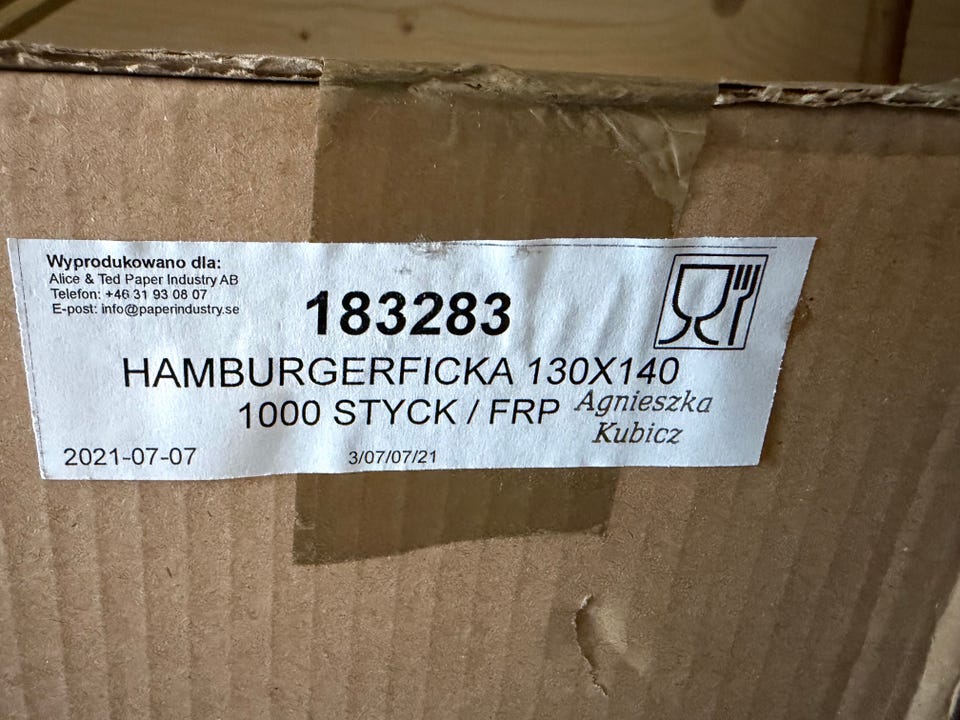 Wyprodukowano dla:
Alice & Ted Paper Industry AB
Telefon: +46 31 93 08 07
E-post: info@paperindustry.se
183283
HAMBURGERFICKA 130X140
1000 STYCK / FRP
Agnieszka
Kubicz
2021-07-07
3/07/07/21